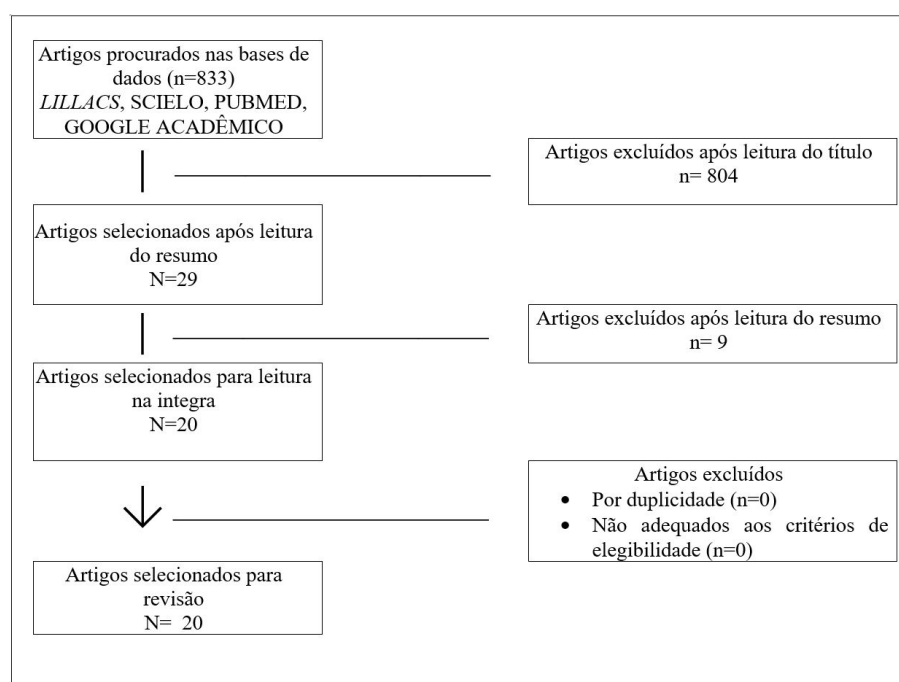 Artigos procurados nas bases de
dados (n=833)
LILLACS, SCIELO, PUBMED,
GOOGLE ACADÊMICO
Artigos excluídos após leitura do título
n= 804
Artigos selecionados após leitura
do resumo
N=29
Artigos excluídos após leitura do resumo
n= 9
Artigos selecionados para leitura
na integra
N=20
Artigos excluídos
• Por duplicidade (n=0)
• Não adequados aos critérios de
elegibilidade (n=0)
Artigos selecionados para
revisão
N= 20